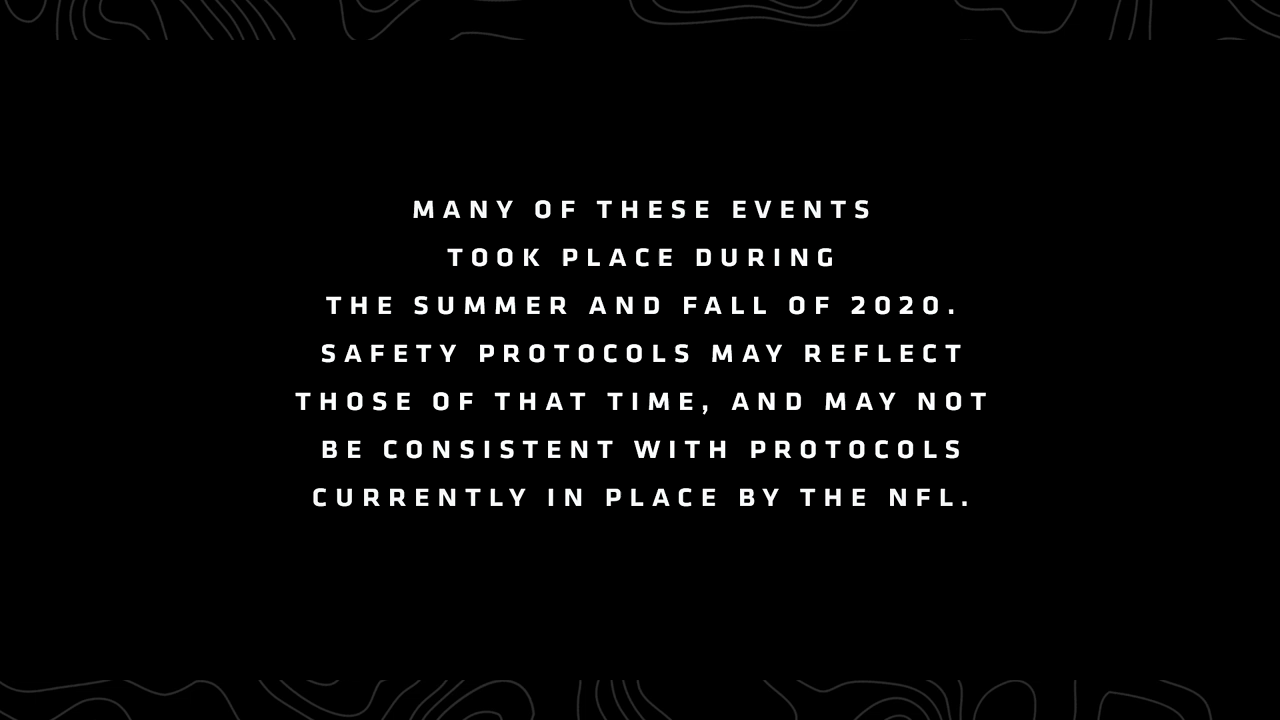 MANY OF THESE EVENTS
TOOK PLACE DURING
THE SUMMER AND FALL OF 2020.
SAFETY PROTOCOLS MAY REFLECT
THOSE OF THAT TIME, AND MAY NOT
BE CONSISTENT WITH PROTOCOLS
CURRENTLY IN PLACE BY THE NFL.